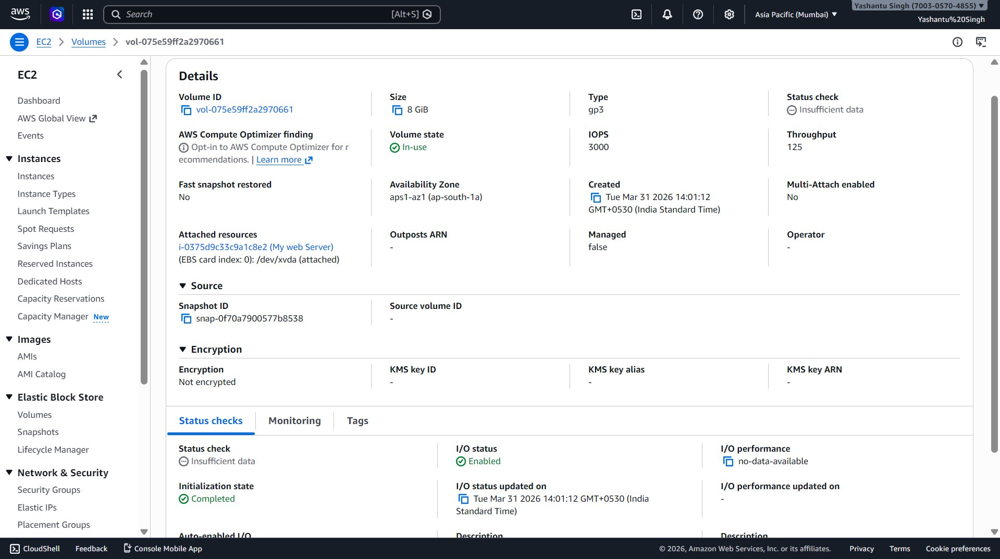 aws
Search
[Alt+S]
Asia Pacific (Mumbai)
Yashantu Singh (7003-0570-4855)
Yashantu%20Singh
EC2
Volumes
vol-075e59ff2a2970661
EC2
Dashboard
AWS Global View
Events
Instances
Instances
Instance Types
Launch Templates
Spot Requests
Savings Plans
Reserved Instances
Dedicated Hosts
Capacity Reservations
Capacity Manager New
Images
AMIs
AMI Catalog
Elastic Block Store
Volumes
Snapshots
Lifecycle Manager
Network & Security
Security Groups
Elastic IPs
Placement Groups
Details
Volume ID
vol-075e59ff2a2970661
Size
8 GiB
Type
gp3
Status check
Insufficient data
AWS Compute Optimizer finding
Opt-in to AWS Compute Optimizer for r
ecommendations. | Learn more
Volume state
In-use
IOPS
3000
Throughput
125
Fast snapshot restored
No
Availability Zone
aps1-az1 (ap-south-1a)
Created
Tue Mar 31 2026 14:01:12
GMT+0530 (India Standard Time)
Multi-Attach enabled
No
Attached resources
i-0375d9c33c9a1c8e2 (My web Server)
(EBS card index: 0): /dev/xvda (attached)
Outposts ARN
-
Managed
false
Operator
-
Source
Snapshot ID
snap-0f70a7900577b8538
Source volume ID
-
Encryption
Encryption
Not encrypted
KMS key ID
-
KMS key alias
-
KMS key ARN
-
Status checks
Monitoring
Tags
Status check
Insufficient data
I/O status
Enabled
I/O performance
no-data-available
Initialization state
Completed
I/O status updated on
Tue Mar 31 2026 14:01:12 GMT+0530 (India
Standard Time)
I/O performance updated on
-
Auto-enabled I/O
Description
Description
CloudShell
Feedback
Console Mobile App
© 2026, Amazon Web Services, Inc. or its affiliates.
Privacy
Terms
Cookie preferences